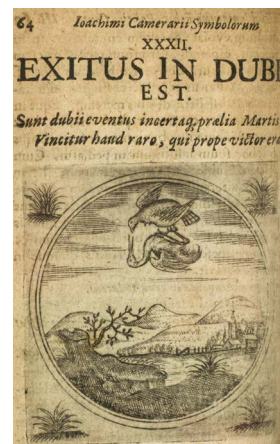 64 Ioachimi Camerarii Symbolorum
XXXII.
EXITUS IN DUBI
EST.
Sunt dubii eventus incertaq, prælia Martis
Vincitur haud raro, qui prope victor era